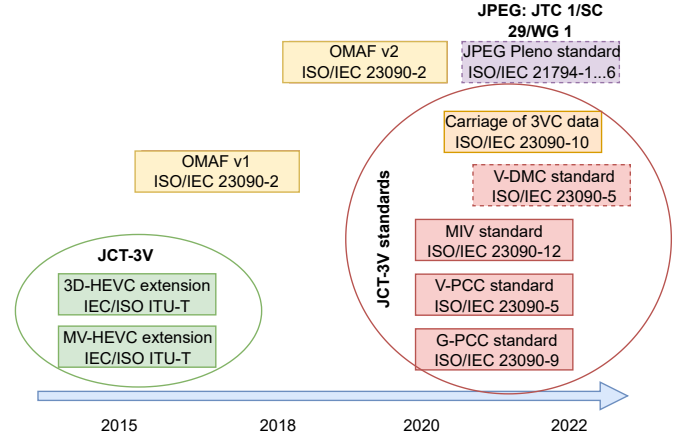 JPEG: JTC 1/SC
29/WG 1
OMAF v2
ISO/IEC 23090-2
JPEG Pleno standard
ISO/IEC 21794-1...6
Carriage of 3VC data
ISO/IEC 23090-10
OMAF v1
ISO/IEC 23090-2
V-DMC standard
ISO/IEC 23090-5
JCT-3V standards
MIV standard
ISO/IEC 23090-12
JCT-3V
3D-HEVC extension
IEC/ISO ITU-T
V-PCC standard
ISO/IEC 23090-5
MV-HEVC extension
IEC/ISO ITU-T
G-PCC standard
ISO/IEC 23090-9
2015
2018
2020
2022